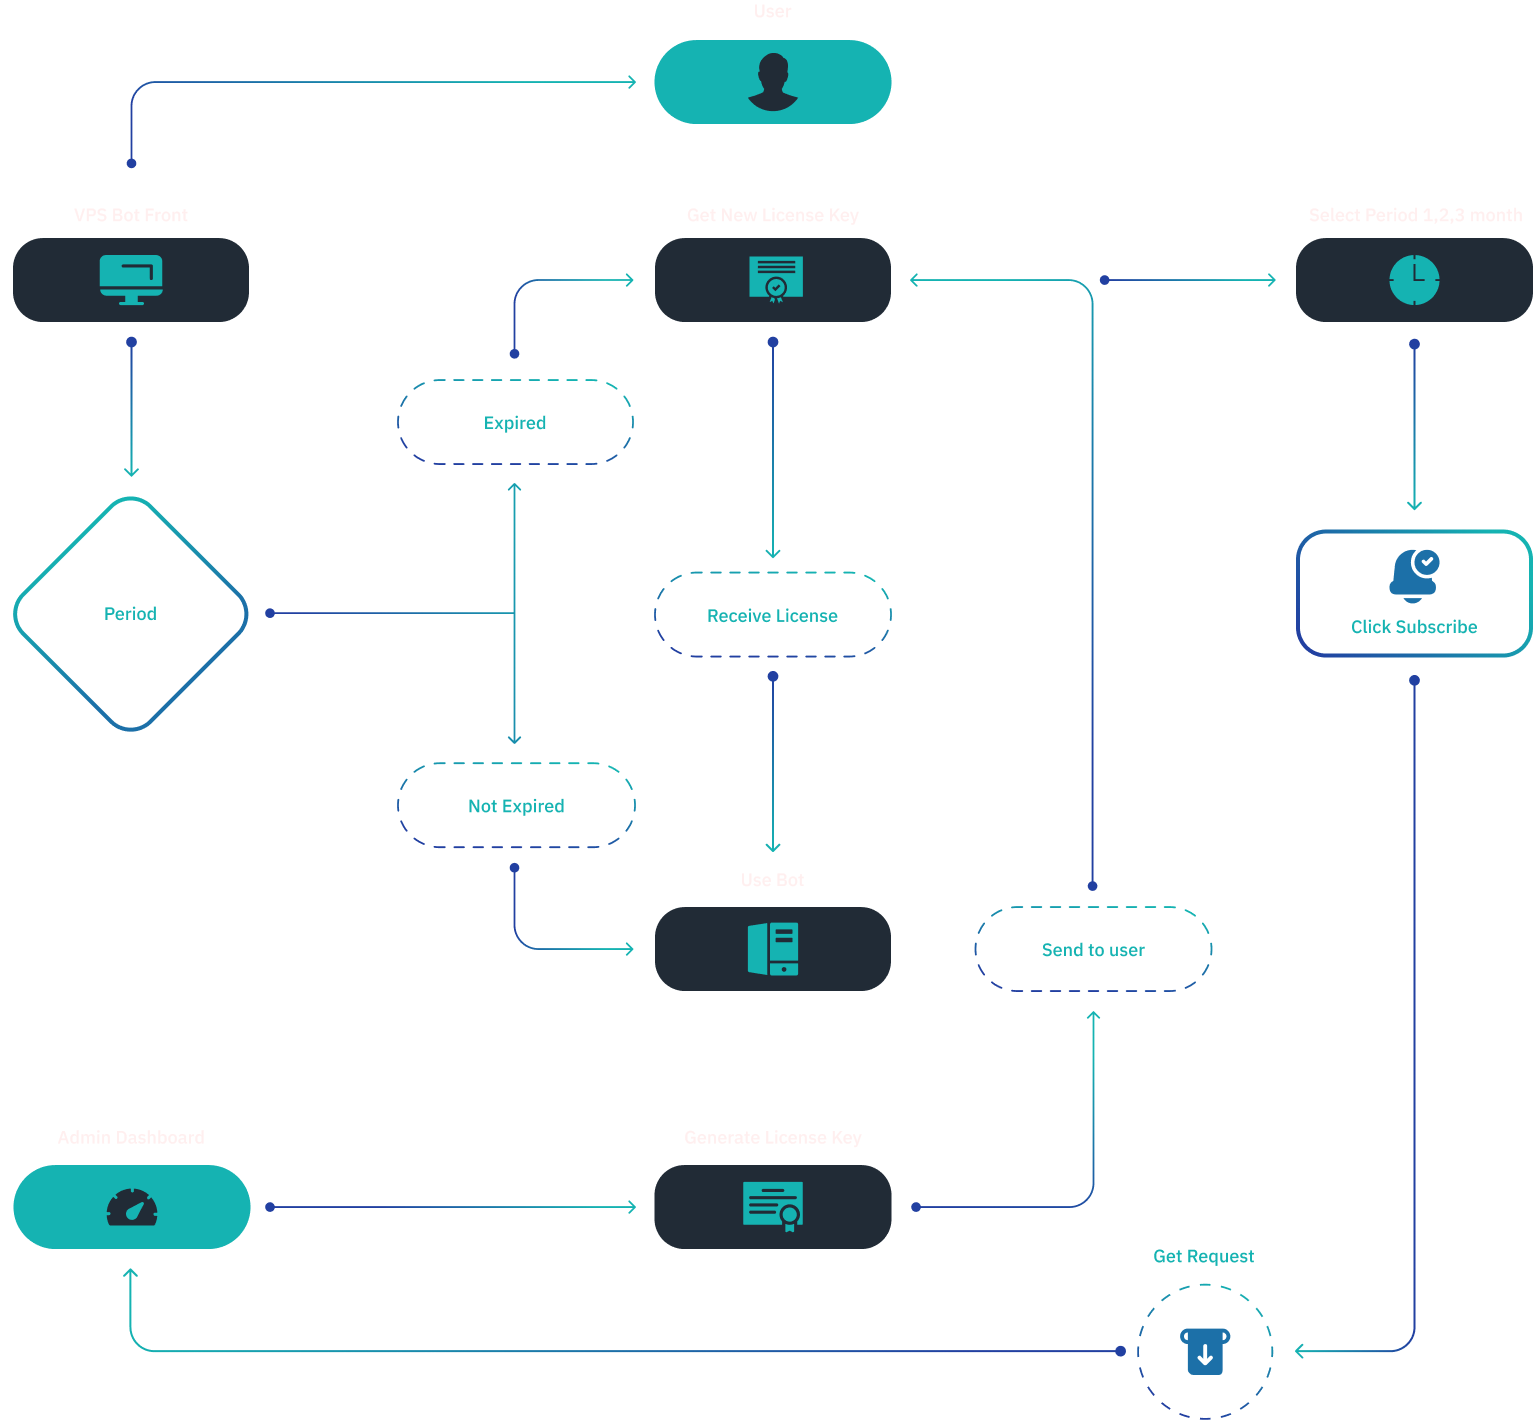 User
VPS Bot Front
Get New License Key
Select Period 1,2,3 month
Expired
Period
Receive License
Click Subscribe
Not Expired
Use Bot
Send to user
Admin Dashboard
Generate License Key
Get Request